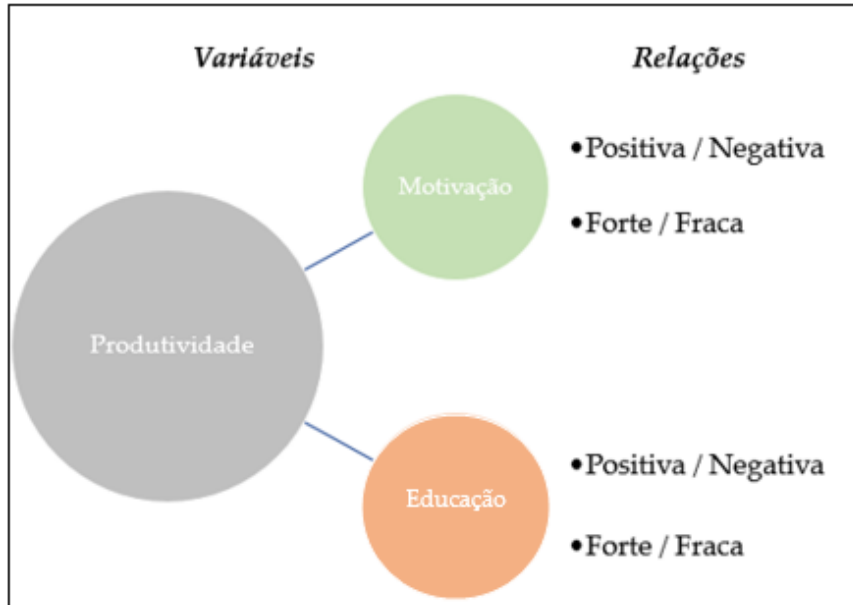 Variáveis
Relações
Motivação
•Positiva / Negativa
•Forte / Fraca
Produtividade
Educação
•Positiva / Negativa
•Forte / Fraca